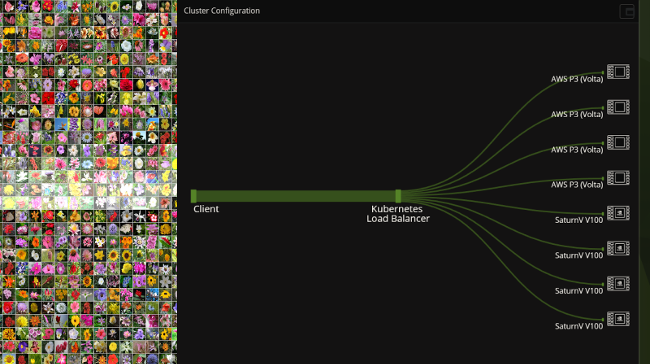 Cluster Configuration
AWS P3 (Volta)
AWS P3 (Volta)
AWS P3 (Volta)
AWS P3 (Volta)
Client
Kubernetes
Load Balancer
SaturnV V100
SaturnV V100
SaturnV V100
SaturnV V100